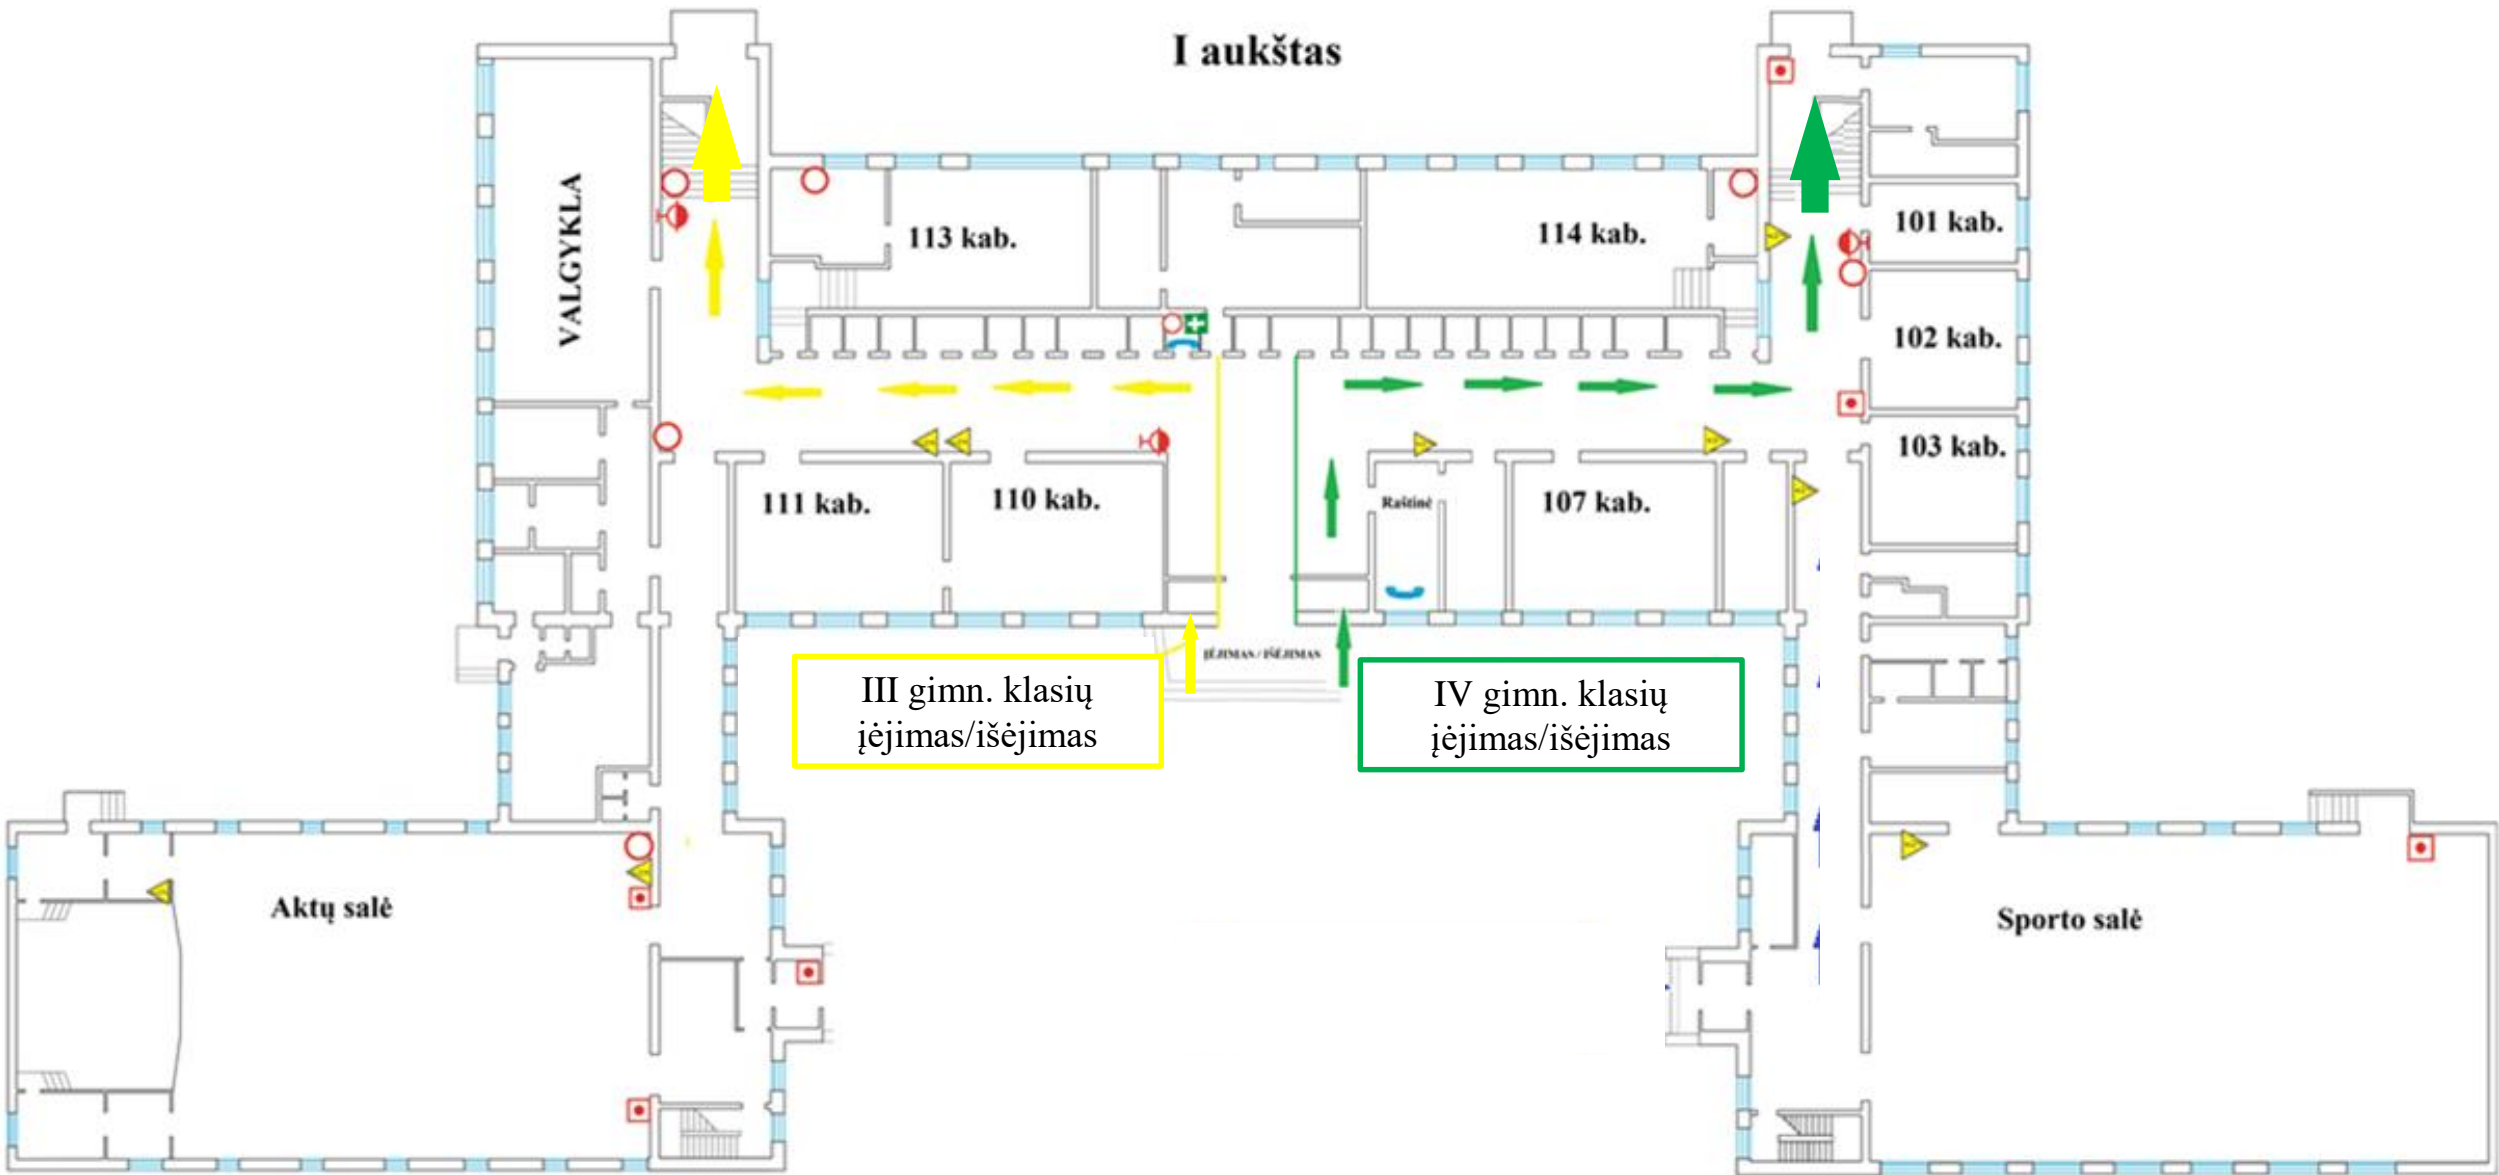 I aukštas
VALGYKLA
113 kab.
114 kab.
101 kab.
102 kab.
103 kab.
111 kab.
110 kab.
Raštinė
107 kab.
ĮĖJIMAS / IŠĖJIMAS
III gimn. klasių
įėjimas/išėjimas
IV gimn. klasių
įėjimas/išėjimas
Aktų salė
Sporto salė